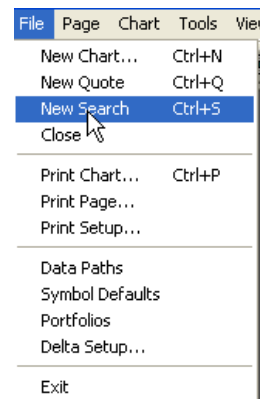 File Page Chart Tools
New Chart... Ctrl+N
New Quote Ctrl+Q
New Search Ctrl+S
Close
Print Chart... Ctrl+P
Print Page...
Print Setup...
Data Paths
Symbol Defaults
Portfolios
Delta Setup...
Exit